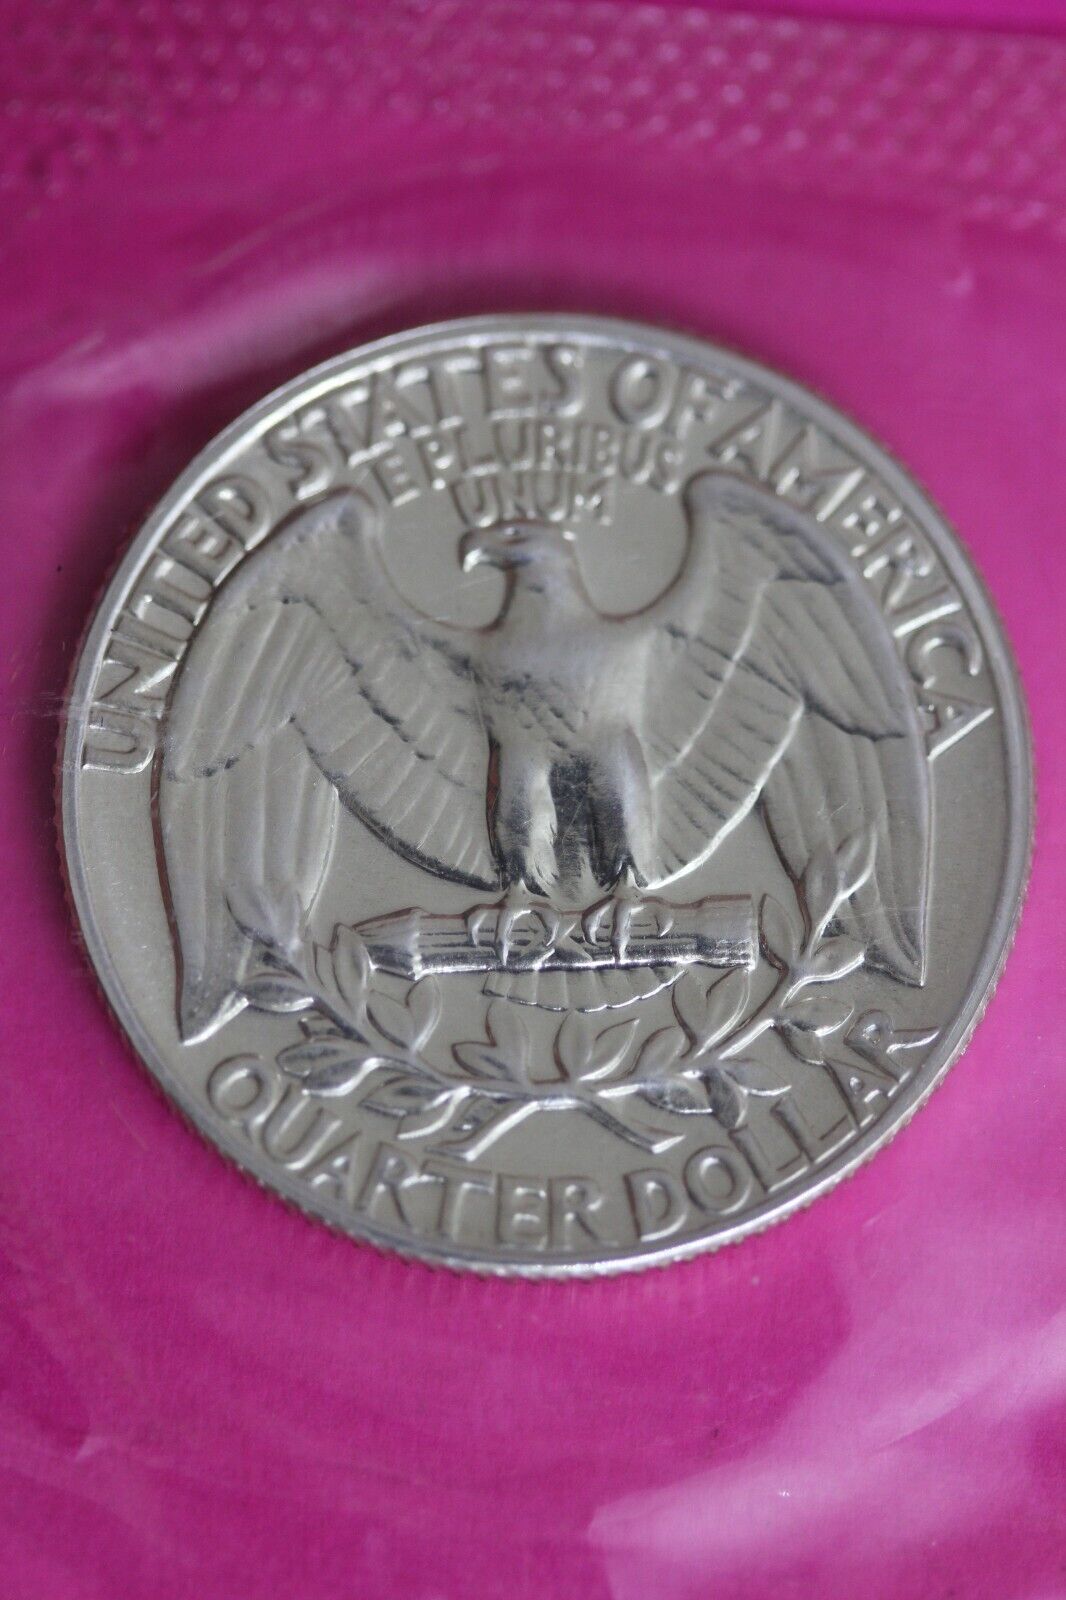 UNITED STATES OF AMERICA
E PLURIBUS
UNUM
QUARTER DOLLAR